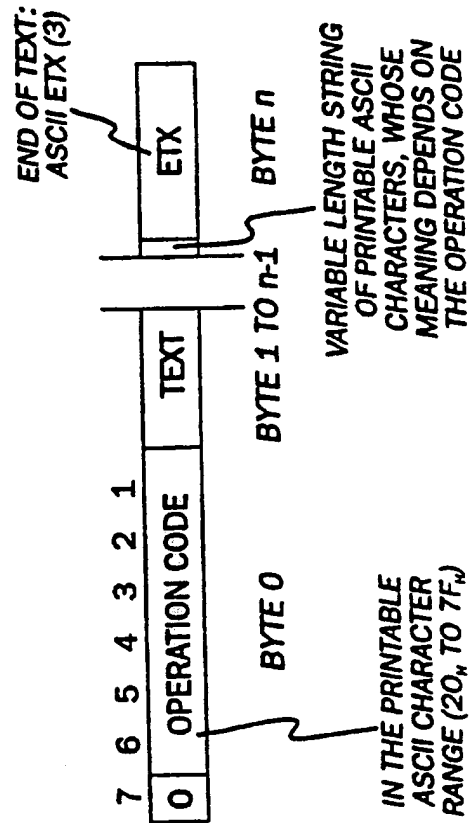 END OF TEXT:
ASCII ETX (3)
7 6 5 4 3 2 1
0 OPERATION CODE TEXT ETX
BYTE 0 BYTE 1 TO n-1 BYTE n
IN THE PRINTABLE
ASCII CHARACTER
RANGE (20H TO 7FH)
VARIABLE LENGTH STRING
OF PRINTABLE ASCII
CHARACTERS, WHOSE
MEANING DEPENDS ON
THE OPERATION CODE